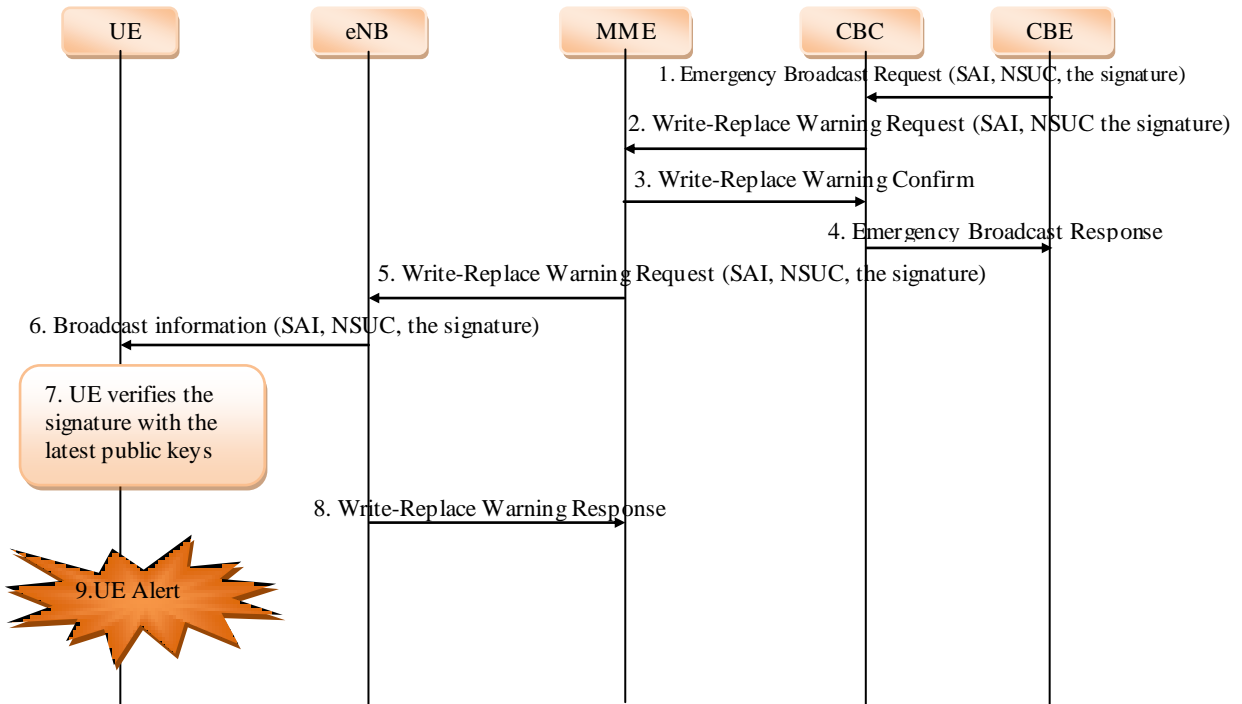 UE
eNB
MME
CBC
CBE
1. Emergency Broadcast Request (SAI, NSUC, the signature)
2. Write-Replace Warning Request (SAI, NSUC the signature)
3. Write-Replace Warning Confirm
4. Emergency Broadcast Response
5. Write-Replace Warning Request (SAI, NSUC, the signature)
6. Broadcast information (SAI, NSUC, the signature)
7. UE verifies the
signature with the
latest public keys
8. Write-Replace Warning Response
9.UE Alert